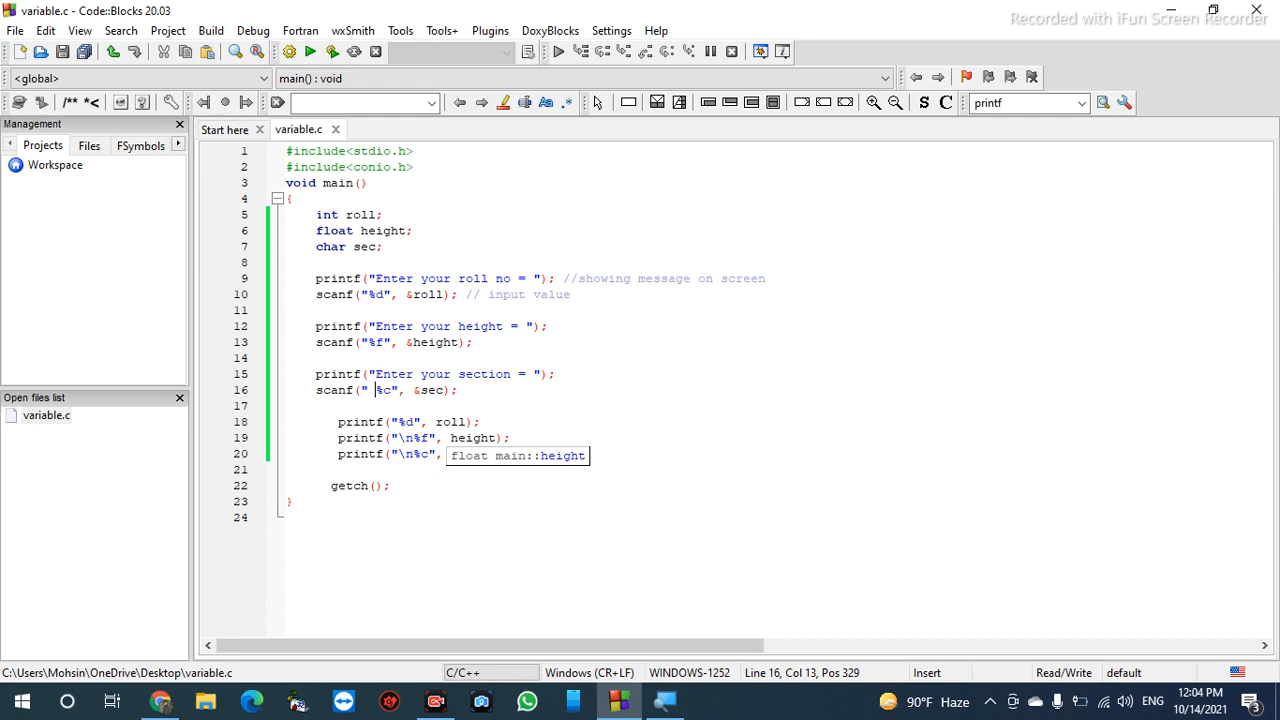 variable.c - Code::Blocks 20.03
Recorded with iFun Screen Recorder
File Edit View Search Project Build Debug Fortran wxSmith Tools Tools+ Plugins DoxyBlocks Settings Help
<global> main() : void
/** *< Aa .* S C printf
Management
Projects Files FSymbols
Workspace
Open files list
variable.c
Start here variable.c
1 #include<stdio.h>
2 #include<conio.h>
3 void main()
4 {
5 int roll;
6 float height;
7 char sec;
8
9 printf("Enter your roll no = "); //showing message on screen
10 scanf("%d", &roll); // input value
11
12 printf("Enter your height = ");
13 scanf("%f", &height);
14
15 printf("Enter your section = ");
16 scanf(" %c", &sec);
17
18 printf("%d", roll);
19 printf("\n%f", height);
20 printf("\n%c", float main::height
21
22 getch();
23 }
24
C:\Users\Mohsin\OneDrive\Desktop\variable.c C/C++ Windows (CR+LF) WINDOWS-1252 Line 16, Col 13, Pos 329 Insert Read/Write default
90°F Haze ENG 12:04 PM 10/14/2021 3